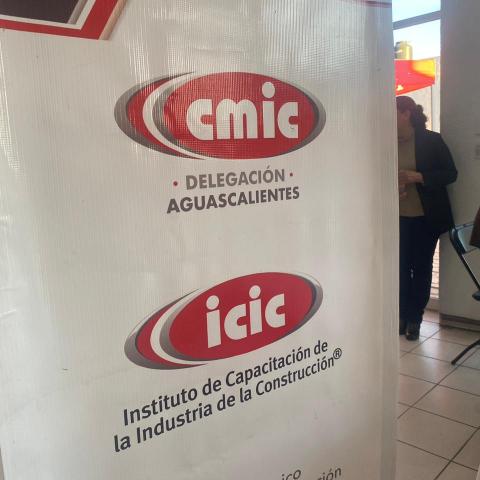 cmic
· DELEGACIÓN ·
AGUASCALIENTES
icic
Instituto de Capacitación de
la Industria de la Construcción®